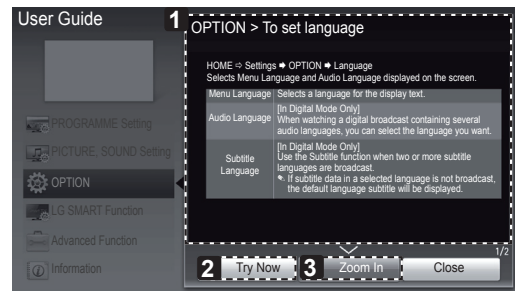 User Guide
1
OPTION > To set language
HOME ⇨ Settings ➡ OPTION ➡ Language
Selects Menu Language and Audio Language displayed on the screen.
Menu Language Selects a language for the display text.
Audio Language [In Digital Mode Only]
When watching a digital broadcast containing several
audio languages, you can select the language you want.
Subtitle Language [In Digital Mode Only]
Use the Subtitle function when two or more subtitle
languages are broadcast.
If subtitle data in a selected language is not broadcast,
the default language subtitle will be displayed.
PROGRAMME Setting
PICTURE, SOUND Setting
OPTION
LG SMART Function
Advanced Function
Information
1/2
2 Try Now 3 Zoom In Close